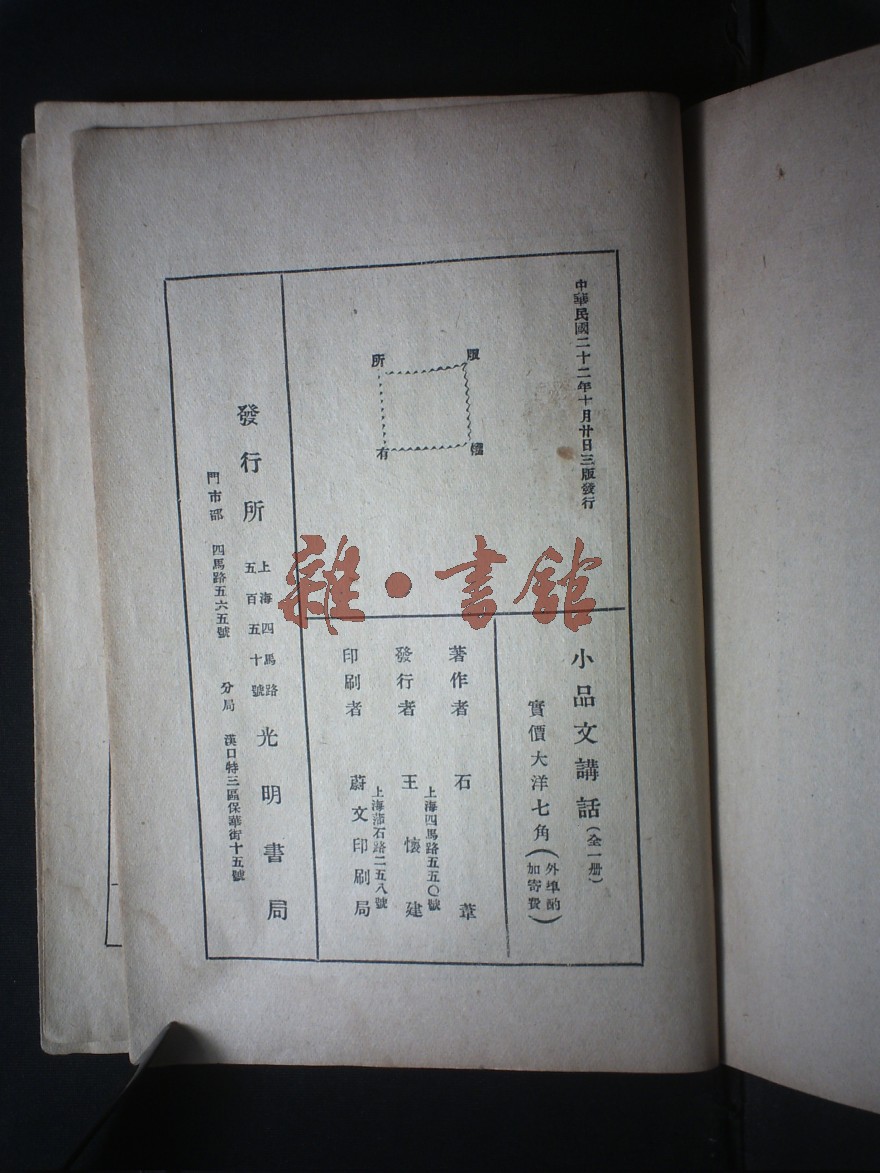 中華民國二十二年十月廿日三版發行
版權
所有
小品文講話(全一册)
實價大洋七角(外埠酌加寄費)
著作者 石葦
上海四馬路五五〇號
發行者 王懷建
上海蒲石路二五八號
印刷者 蔚文印刷局
上海四馬路
五百五十號
發行所 光明書局
門市部 四馬路五六五號 分局 漢口特三區保華街十五號
雜·書館